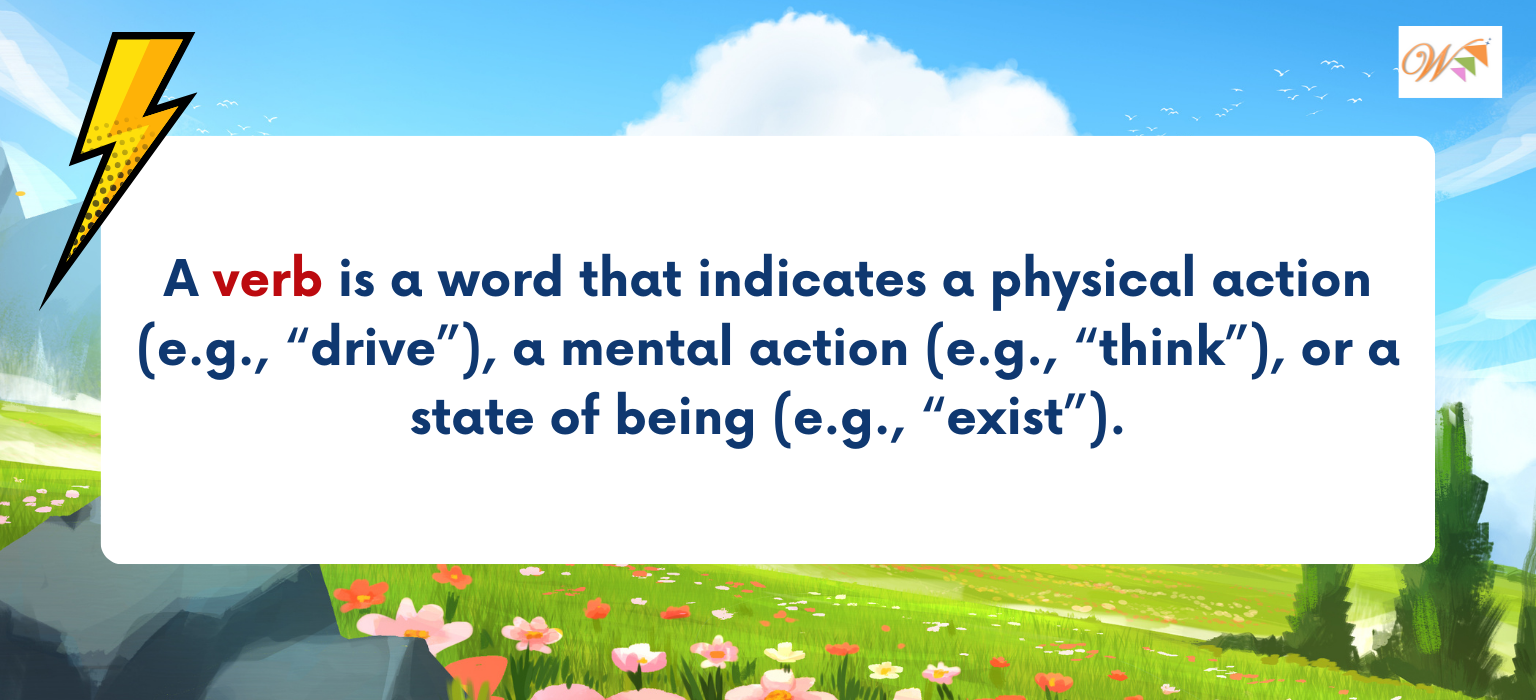 W
A verb is a word that indicates a physical action
(e.g., “drive”), a mental action (e.g., “think”), or a
state of being (e.g., “exist”).